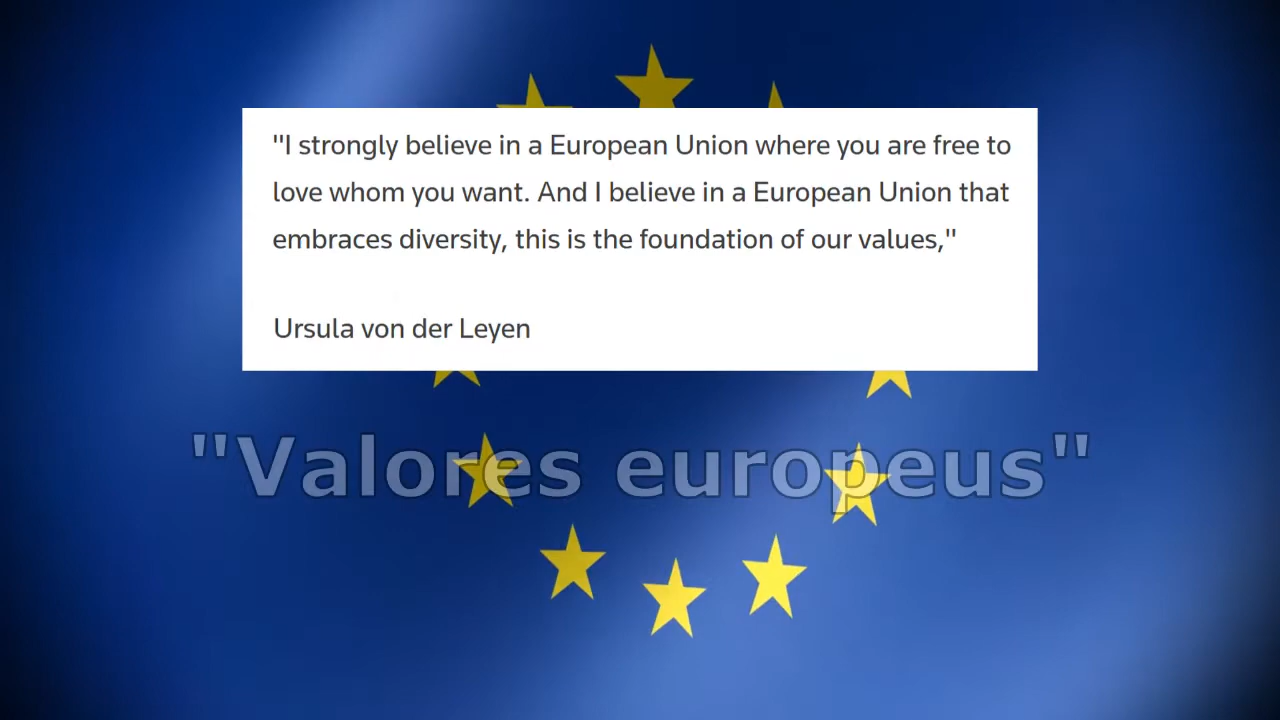 "I strongly believe in a European Union where you are free to
love whom you want. And I believe in a European Union that
embraces diversity, this is the foundation of our values,"
Ursula von der Leyen
"Valores europeus"